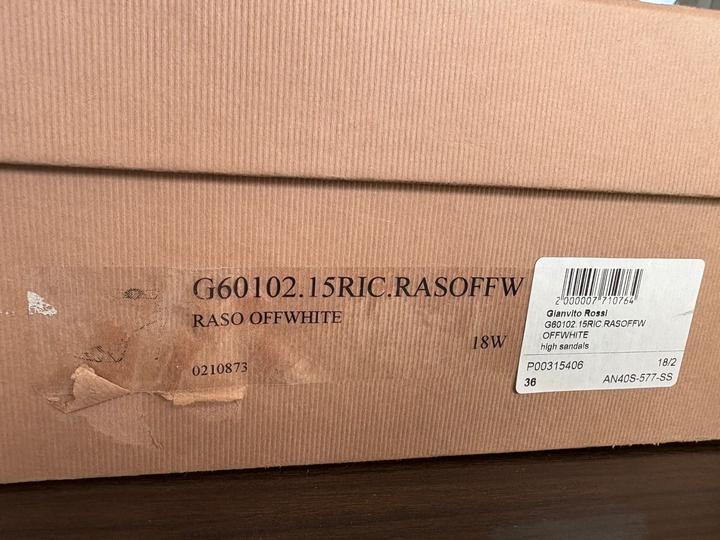 G60102.15RIC.RASOFFW
RASO OFFWHITE
18W
0210873
2 000007 710764
Gianvito Rossi
G60102.15RIC.RASOFFW
OFFWHITE
high sandals
P00315406 18/2
36 AN40S-577-SS